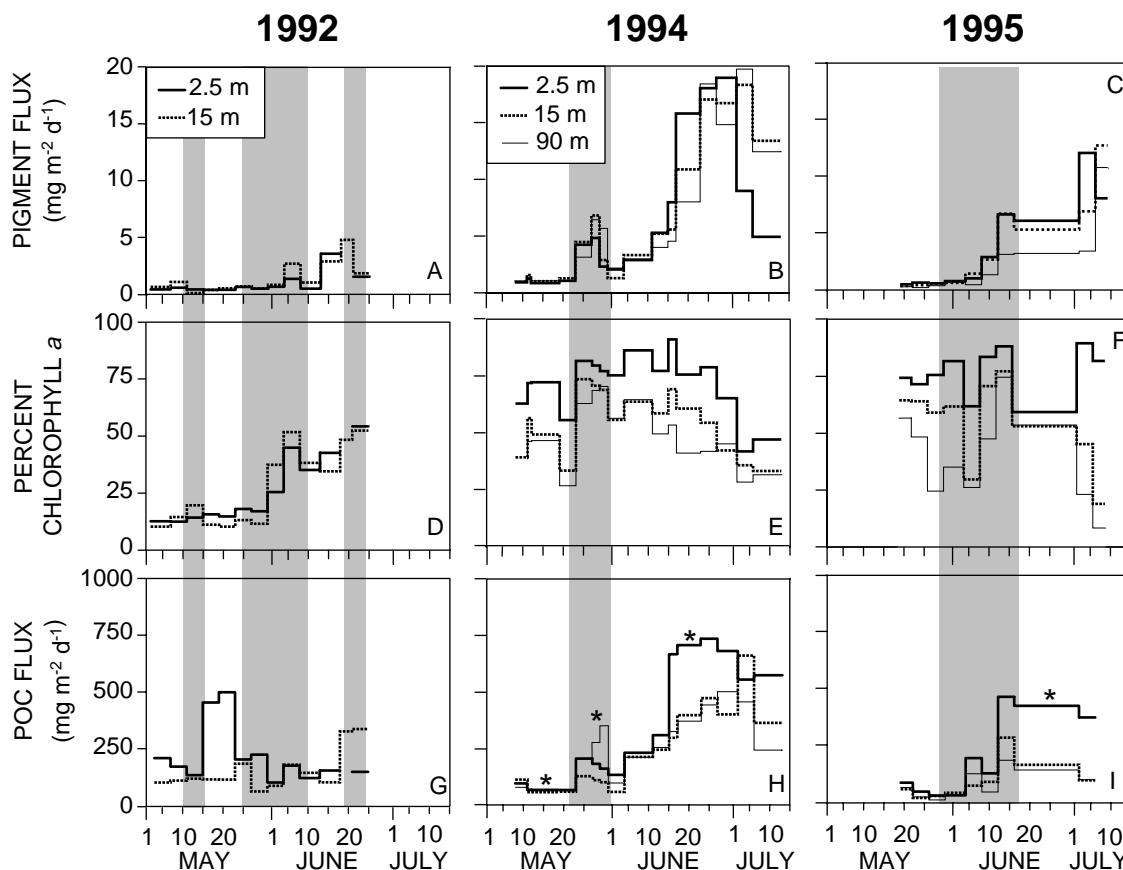 1992 1994 1995
PIGMENT FLUX
(mg m⁻² d⁻¹)
20
15
10
5
0
2.5 m
15 m
A
2.5 m
15 m
90 m
B
C
PERCENT
CHLOROPHYLL a
100
75
50
25
0
D
E
F
POC FLUX
(mg m⁻² d⁻¹)
1000
750
500
250
0
G
*
*
*
H
*
I
1 10 20 1 10 20 1 10
MAY JUNE JULY
1 10 20 1 10 20 1 10
MAY JUNE JULY
20 1 10 20 1 10
MAY JUNE JULY